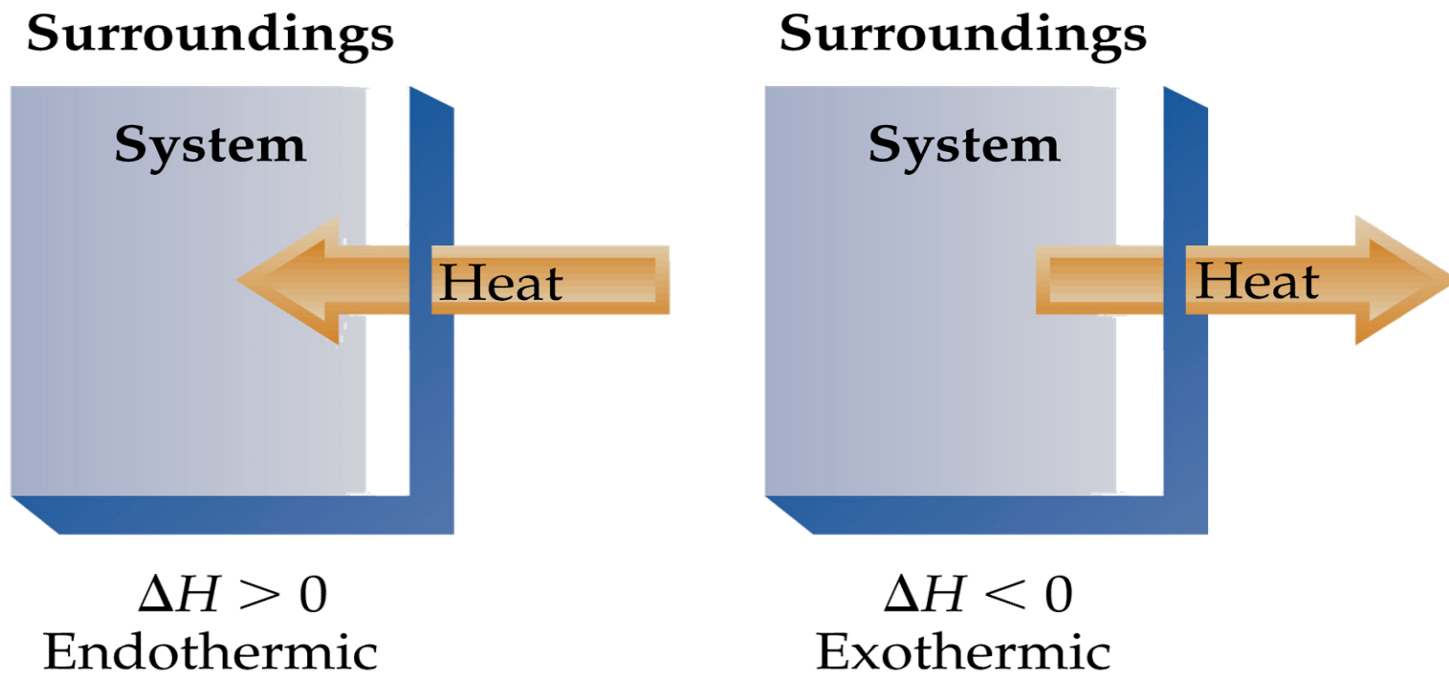 Surroundings
System
Heat
ΔH > 0
Endothermic
Surroundings
System
Heat
ΔH < 0
Exothermic